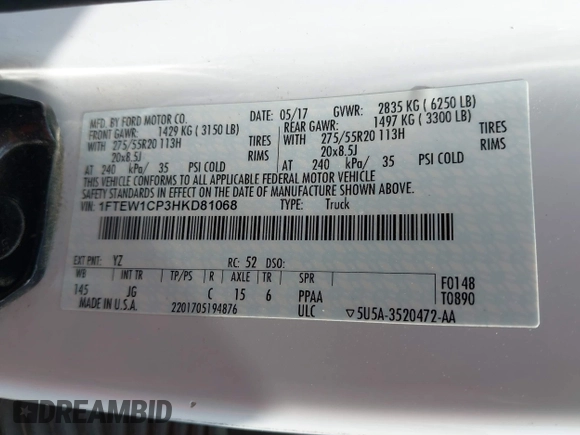 MFD. BY FORD MOTOR CO. DATE: 05/17 GVWR: 2835 KG ( 6250 LB)
FRONT GAWR: 1429 KG ( 3150 LB) REAR GAWR: 1497 KG ( 3300 LB)
WITH 275/55R20 113H TIRES WITH 275/55R20 113H TIRES
20x8.5J RIMS 20x8.5J RIMS
AT 240 kPa/ 35 PSI COLD AT 240 kPa/ 35 PSI COLD
THIS VEHICLE CONFORMS TO ALL APPLICABLE FEDERAL MOTOR VEHICLE
SAFETY STANDARDS IN EFFECT ON THE DATE OF MANUFACTURE SHOWN ABOVE.
VIN: 1FTEW1CP3HKD81068 TYPE: Truck
EXT PNT: YZ RC: 52 DSO:
WB INT TR TP/PS R AXLE TR SPR
145 JG C 15 6 PPAA F0148
T0890
MADE IN U.S.A. 2201705194876 ULC ▽5U5A-3520472-AA
DREAMBID